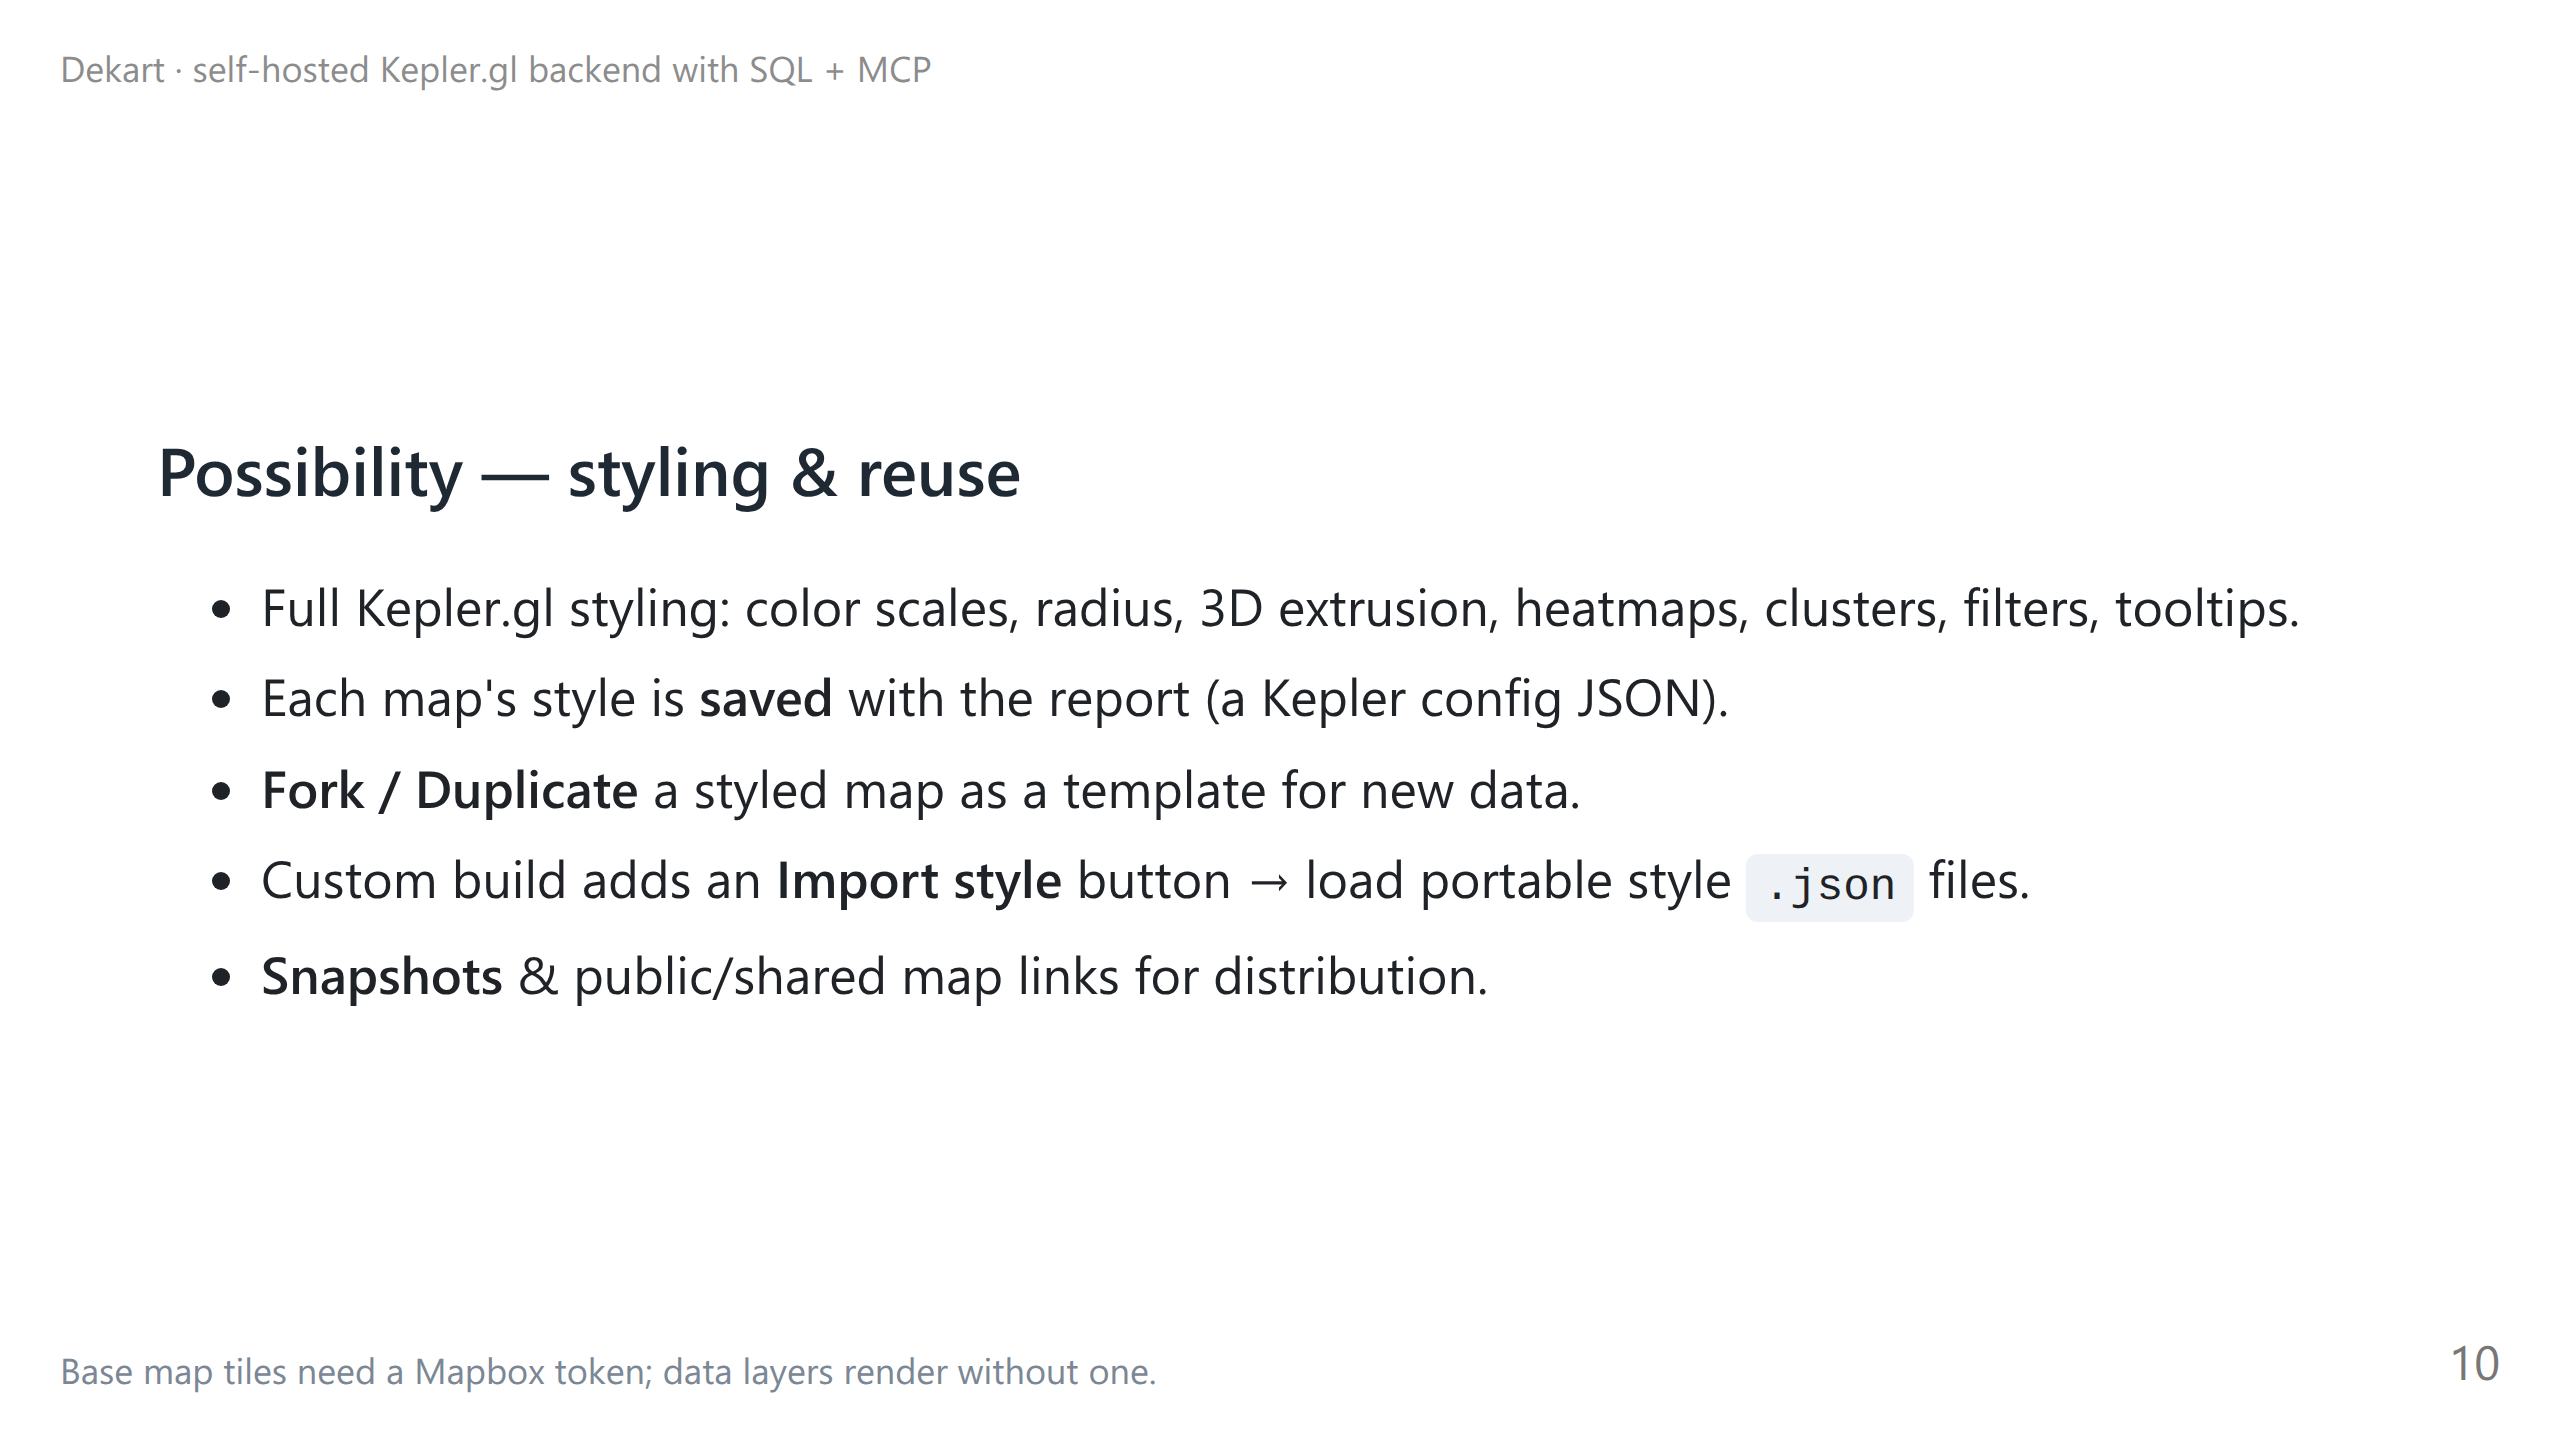 Dekart · self-hosted Kepler.gl backend with SQL + MCP
Possibility — styling & reuse
• Full Kepler.gl styling: color scales, radius, 3D extrusion, heatmaps, clusters, filters, tooltips.
• Each map's style is saved with the report (a Kepler config JSON).
• Fork / Duplicate a styled map as a template for new data.
• Custom build adds an Import style button → load portable style .json files.
• Snapshots & public/shared map links for distribution.
Base map tiles need a Mapbox token; data layers render without one.
10